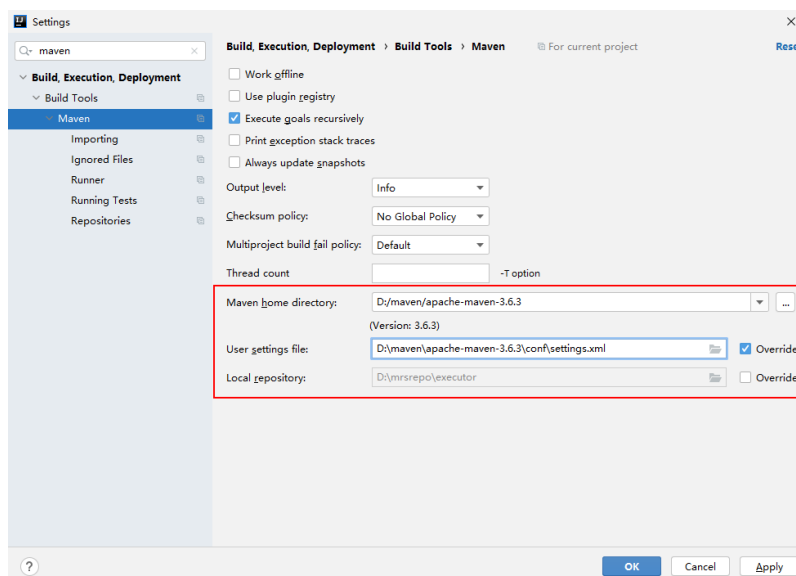 Settings
maven
Build, Execution, Deployment › Build Tools › Maven
For current project
Rese
Build, Execution, Deployment
Build Tools
Maven
Importing
Ignored Files
Runner
Running Tests
Repositories
Work offline
Use plugin registry
Execute goals recursively
Print exception stack traces
Always update snapshots
Output level: Info
Checksum policy: No Global Policy
Multiproject build fail policy: Default
Thread count -T option
Maven home directory: D:/maven/apache-maven-3.6.3 ...
(Version: 3.6.3)
User settings file: D:\maven\apache-maven-3.6.3\conf\settings.xml Override
Local repository: D:\mrsrepo\executor Override
? OK Cancel Apply